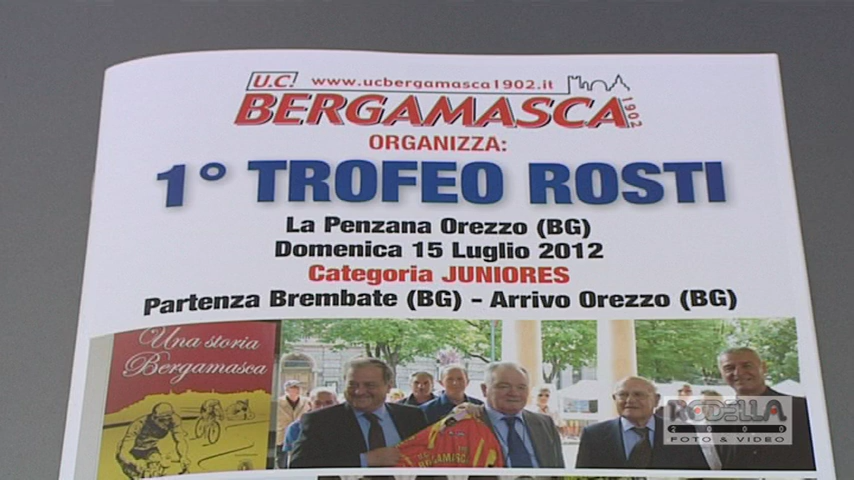 U.C. www.ucbergamasca1902.it
BERGAMASCA 1902
ORGANIZZA:
1° TROFEO ROSTI
La Penzana Orezzo (BG)
Domenica 15 Luglio 2012
Categoria JUNIORES
Partenza Brembate (BG) - Arrivo Orezzo (BG)
Una storia
Bergamasca
U.C.
BERGAMASCA
RODELLA
FOTO & VIDEO